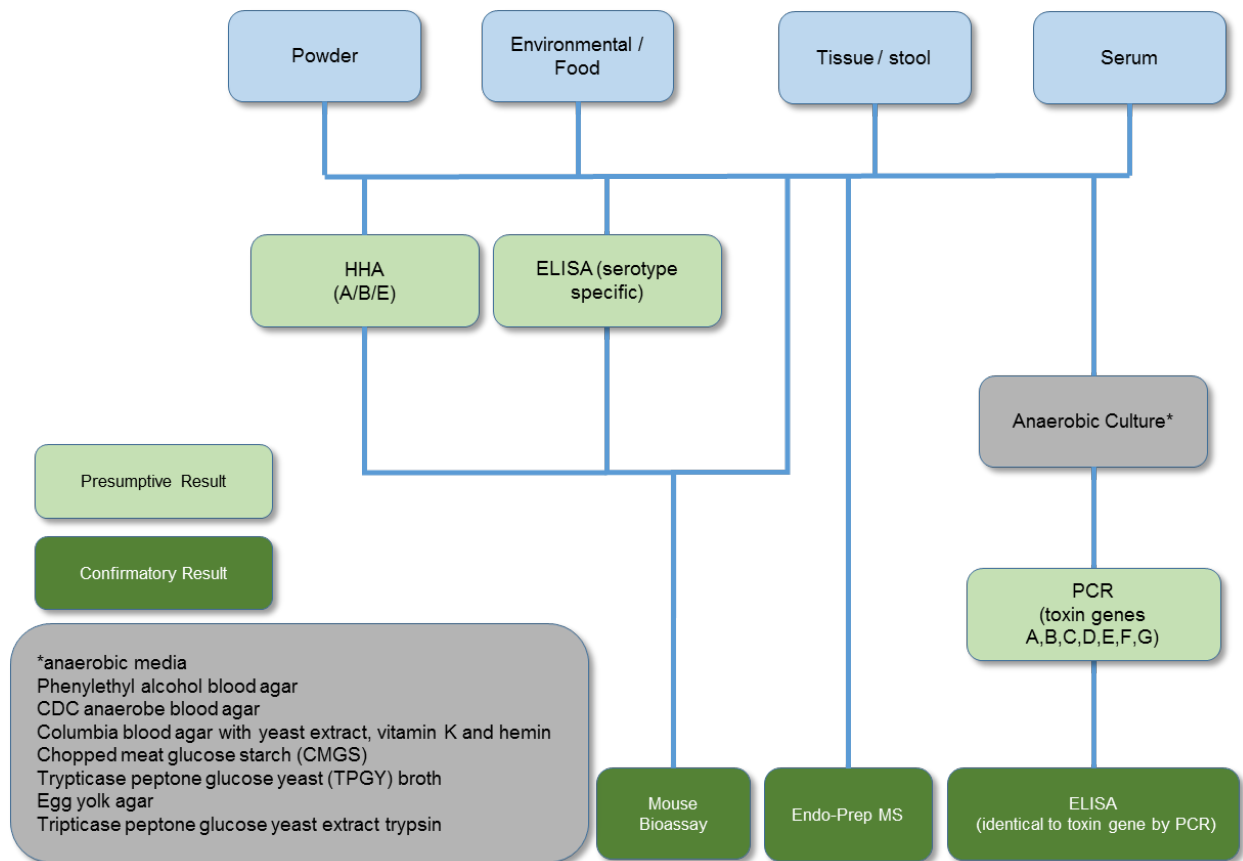 Powder
Environmental /
Food
Tissue / stool
Serum
HHA
(A/B/E)
ELISA (serotype
specific)
Anaerobic Culture*
Presumptive Result
Confirmatory Result
PCR
(toxin genes
A,B,C,D,E,F,G)
*anaerobic media
Phenylethyl alcohol blood agar
CDC anaerobe blood agar
Columbia blood agar with yeast extract, vitamin K and hemin
Chopped meat glucose starch (CMGS)
Trypticase peptone glucose yeast (TPGY) broth
Egg yolk agar
Tripticase peptone glucose yeast extract trypsin
Mouse
Bioassay
Endo-Prep MS
ELISA
(identical to toxin gene by PCR)